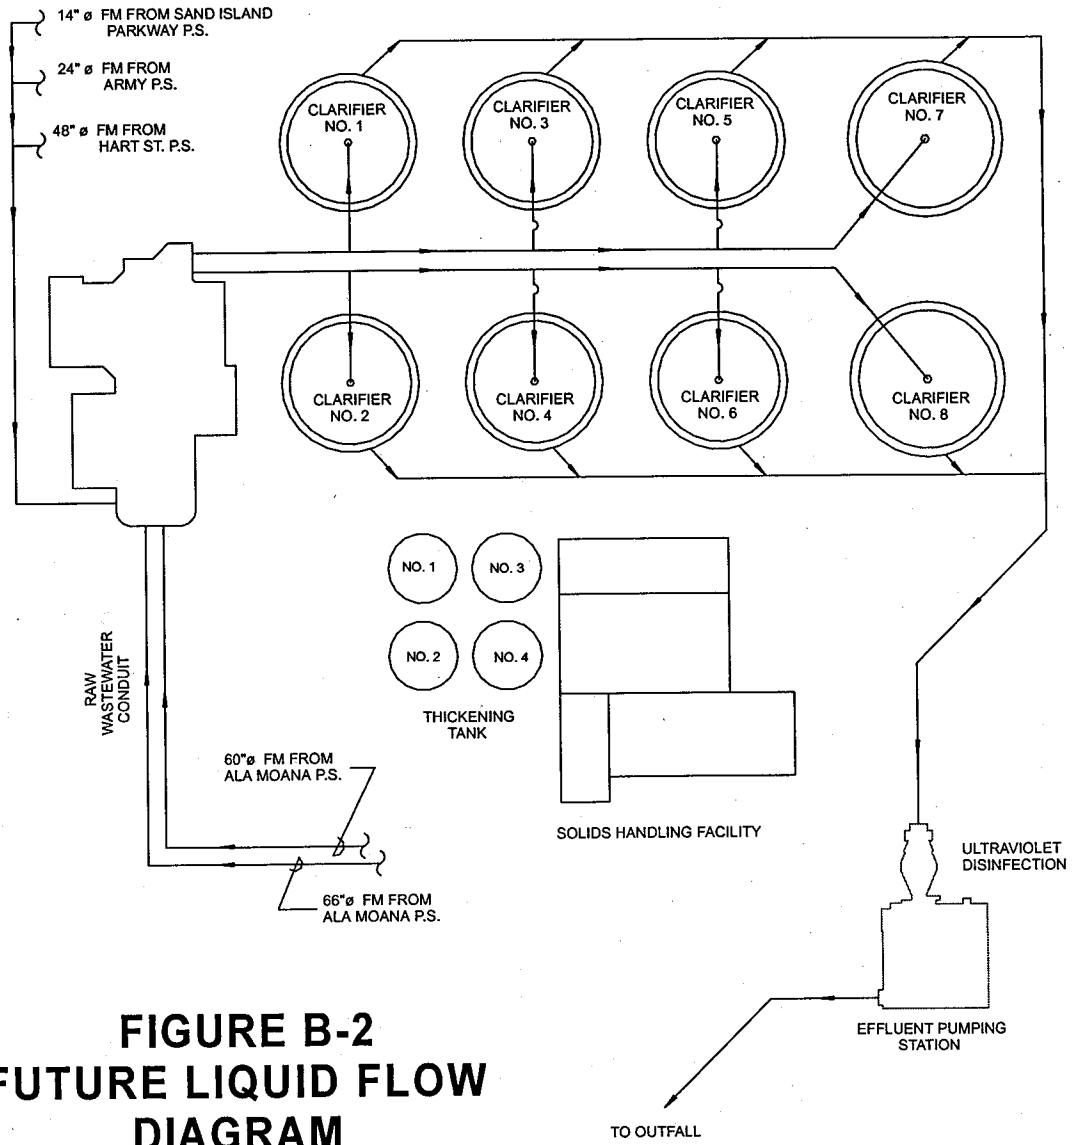 14" ø FM FROM SAND ISLAND
PARKWAY P.S.
24" ø FM FROM
ARMY P.S.
48" ø FM FROM
HART ST. P.S.
CLARIFIER
NO. 1
CLARIFIER
NO. 3
CLARIFIER
NO. 5
CLARIFIER
NO. 7
CLARIFIER
NO. 2
CLARIFIER
NO. 4
CLARIFIER
NO. 6
CLARIFIER
NO. 8
NO. 1
NO. 3
NO. 2
NO. 4
THICKENING
TANK
RAW
WASTEWATER
CONDUIT
60"ø FM FROM
ALA MOANA P.S.
66"ø FM FROM
ALA MOANA P.S.
SOLIDS HANDLING FACILITY
ULTRAVIOLET
DISINFECTION
EFFLUENT PUMPING
STATION
TO OUTFALL
FIGURE B-2
FUTURE LIQUID FLOW
DIAGRAM